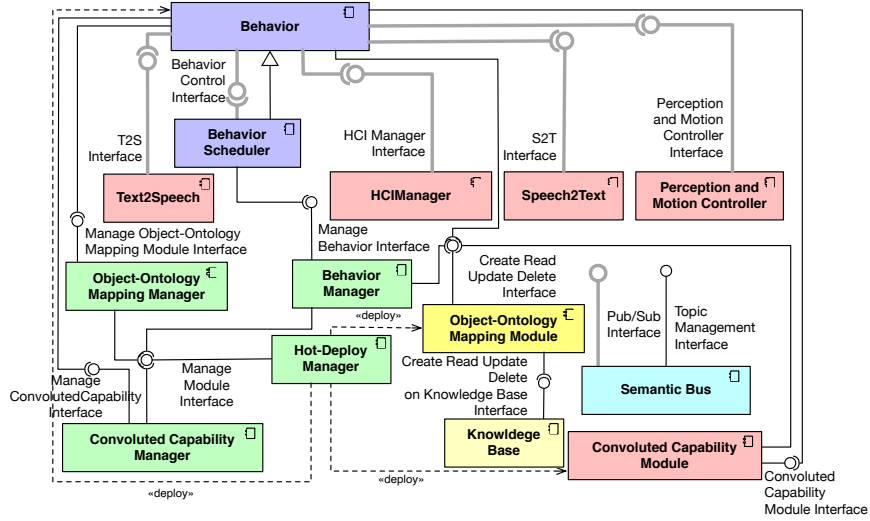 Behavior
Behavior
Control
Interface
T2S
Interface
Behavior
Scheduler
HCI Manager
Interface
S2T
Interface
Perception
and Motion
Controller
Interface
Text2Speech
HCIManager
Speech2Text
Perception and
Motion Controller
Manage Object-Ontology
Mapping Module Interface
Manage
Behavior Interface
Object-Ontology
Mapping Manager
Behavior
Manager
Create Read
Update Delete
Interface
«deploy»
Object-Ontology
Mapping Module
Pub/Sub
Interface
Topic
Management
Interface
Hot-Deploy
Manager
Manage
Module
Interface
Manage
ConvolutedCapability
Interface
Create Read Update
Delete
on Knowledge Base
Interface
Semantic Bus
Convoluted Capability
Manager
Knowldege
Base
Convoluted Capability
Module
«deploy»
«deploy»
Convoluted
Capability
Module Interface